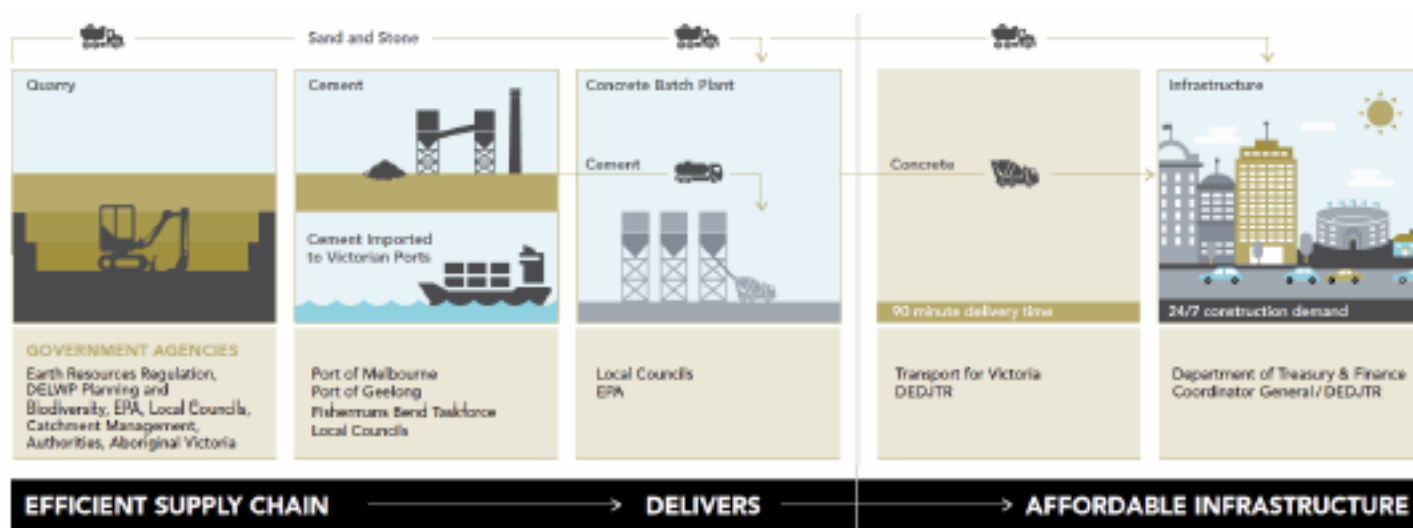 Sand and Stone
Quarry
Cement
Cement Imported
to Victorian Ports
Concrete Batch Plant
Cement
Concrete
90 minute delivery time
Infrastructure
24/7 construction demand
GOVERNMENT AGENCIES
Earth Resources Regulation,
DELWP Planning and
Biodiversity, EPA, Local Councils,
Catchment Management,
Authorities, Aboriginal Victoria
Port of Melbourne
Port of Geelong
Fishermans Bend Taskforce
Local Councils
Local Councils
EPA
Transport for Victoria
DEDJTR
Department of Treasury & Finance
Coordinator General / DEDJTR
EFFICIENT SUPPLY CHAIN
DELIVERS
AFFORDABLE INFRASTRUCTURE